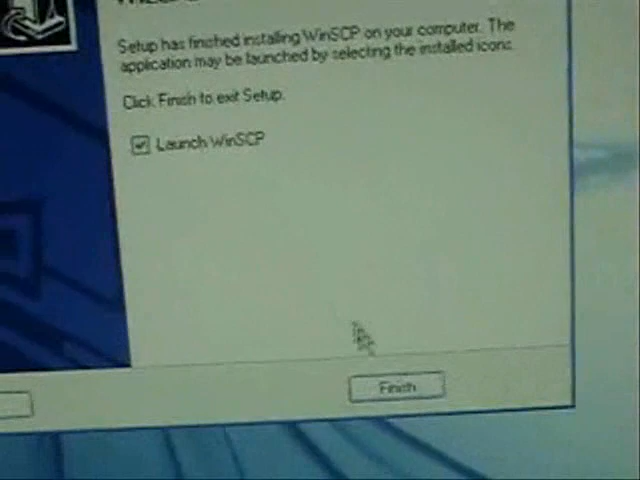 Setup has finished installing WinSCP on your computer. The
application may be launched by selecting the installed icons.
Click Finish to exit Setup.
Launch WinSCP
Finish